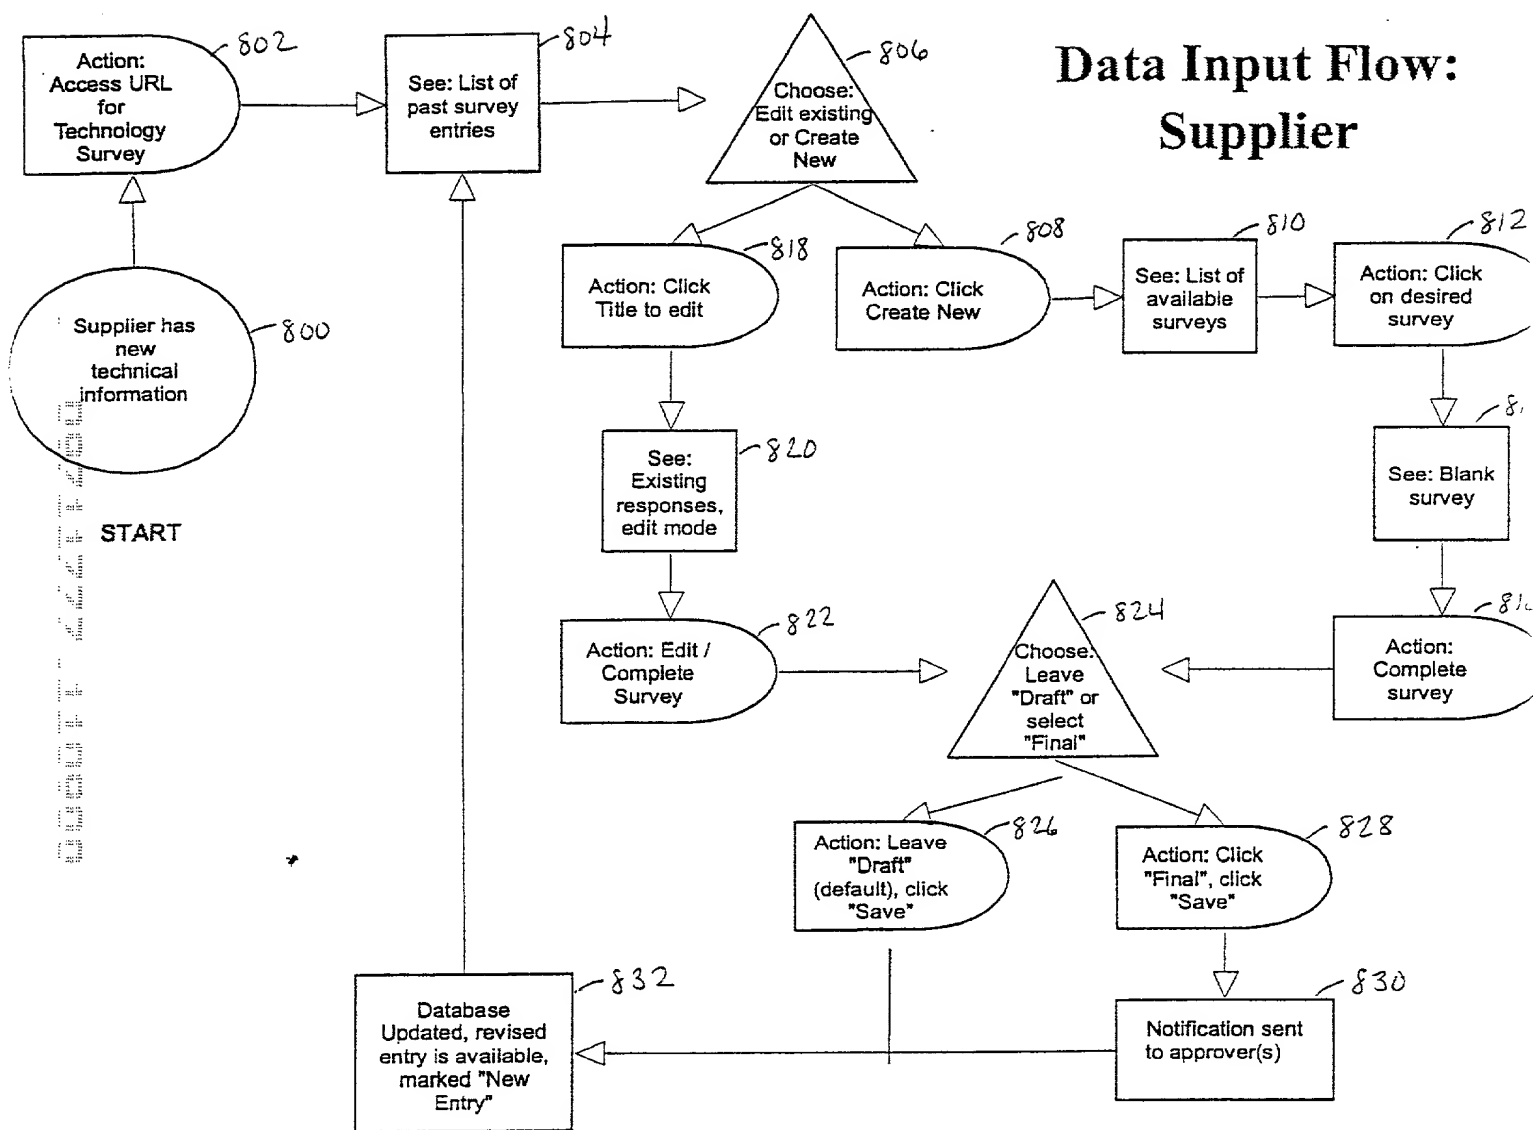 Data Input Flow:
Supplier
Action:
Access URL
for
Technology
Survey
802
See: List of
past survey
entries
804
Choose:
Edit existing
or Create
New
806
Supplier has
new
technical
information
800
START
Action: Click
Title to edit
818
Action: Click
Create New
808
See: List of
available
surveys
810
Action: Click
on desired
survey
812
See:
Existing
responses,
edit mode
820
See: Blank
survey
Action: Edit /
Complete
Survey
822
Choose:
Leave
"Draft" or
select
"Final"
824
Action:
Complete
survey
Action: Leave
"Draft"
(default), click
"Save"
826
Action: Click
"Final", click
"Save"
828
Database
Updated, revised
entry is available,
marked "New
Entry"
832
Notification sent
to approver(s)
830